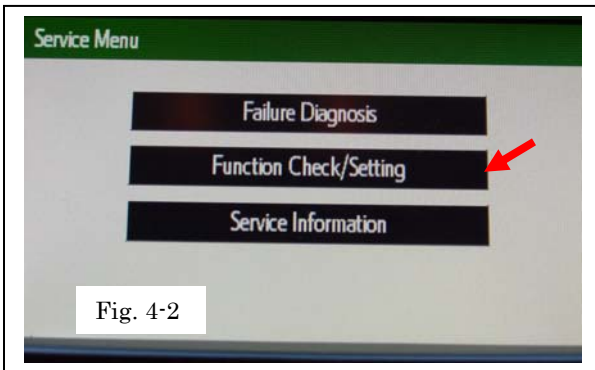 Service Menu
Failure Diagnosis
Function Check/Setting
Service Information
Fig. 4-2